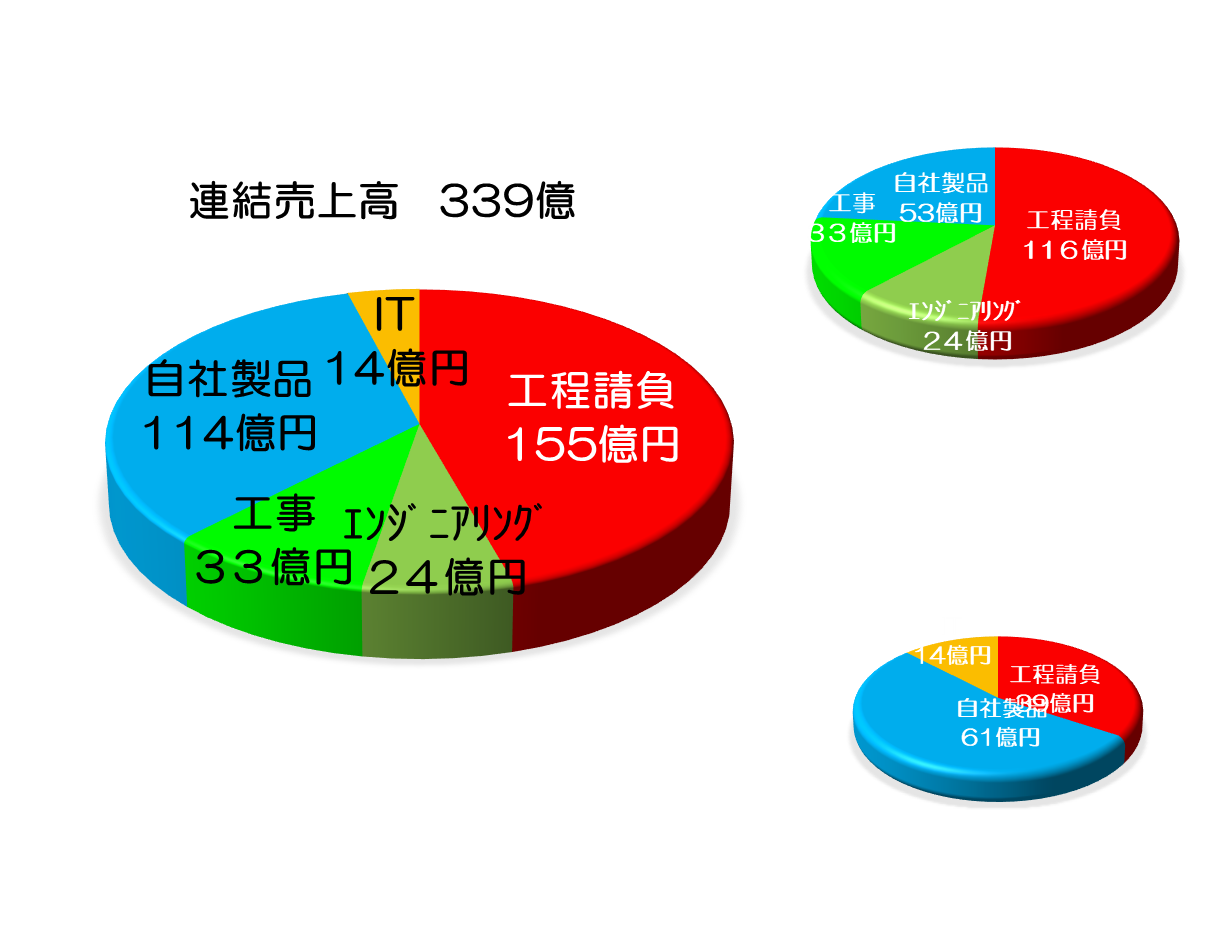 連結売上高　339億
IT
14億円
自社製品
114億円
工程請負
155億円
工事
３３億円
ｴﾝｼﾞﾆｱﾘﾝｸﾞ
２４億円
自社製品
53億円
工事
３３億円
工程請負
11６億円
ｴﾝｼﾞﾆｱﾘﾝｸﾞ
２４億円
14億円
工程請負
39億円
自社製品
61億円